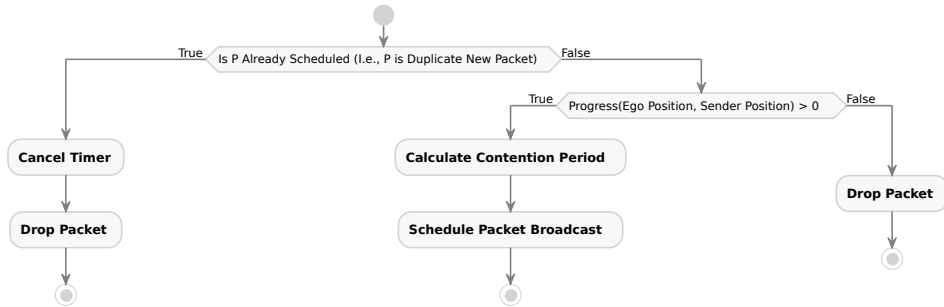 True
Is P Already Scheduled (I.e., P is Duplicate New Packet)
False
True
Progress(Ego Position, Sender Position) > 0
False
Cancel Timer
Calculate Contention Period
Drop Packet
Drop Packet
Schedule Packet Broadcast